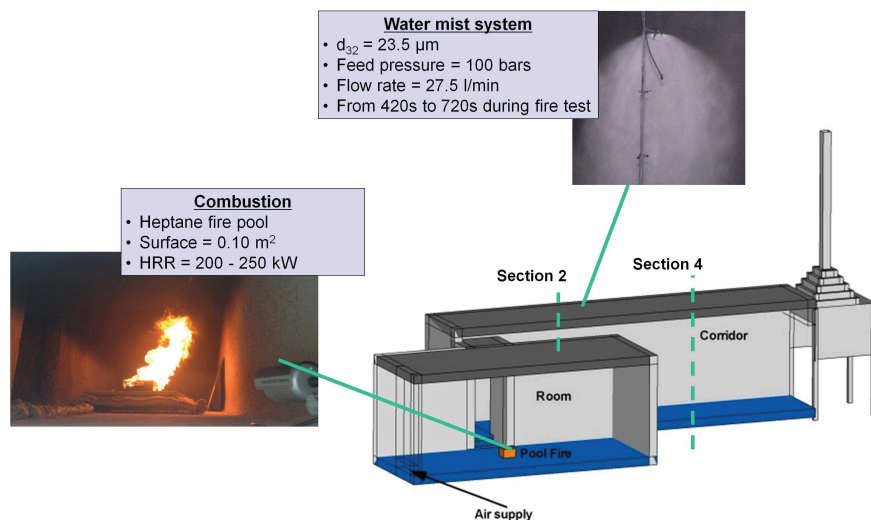 Water mist system
• d32 = 23.5 µm
• Feed pressure = 100 bars
• Flow rate = 27.5 l/min
• From 420s to 720s during fire test
Combustion
• Heptane fire pool
• Surface = 0.10 m²
• HRR = 200 - 250 kW
Section 2
Section 4
Corridor
Room
Pool Fire
Air supply